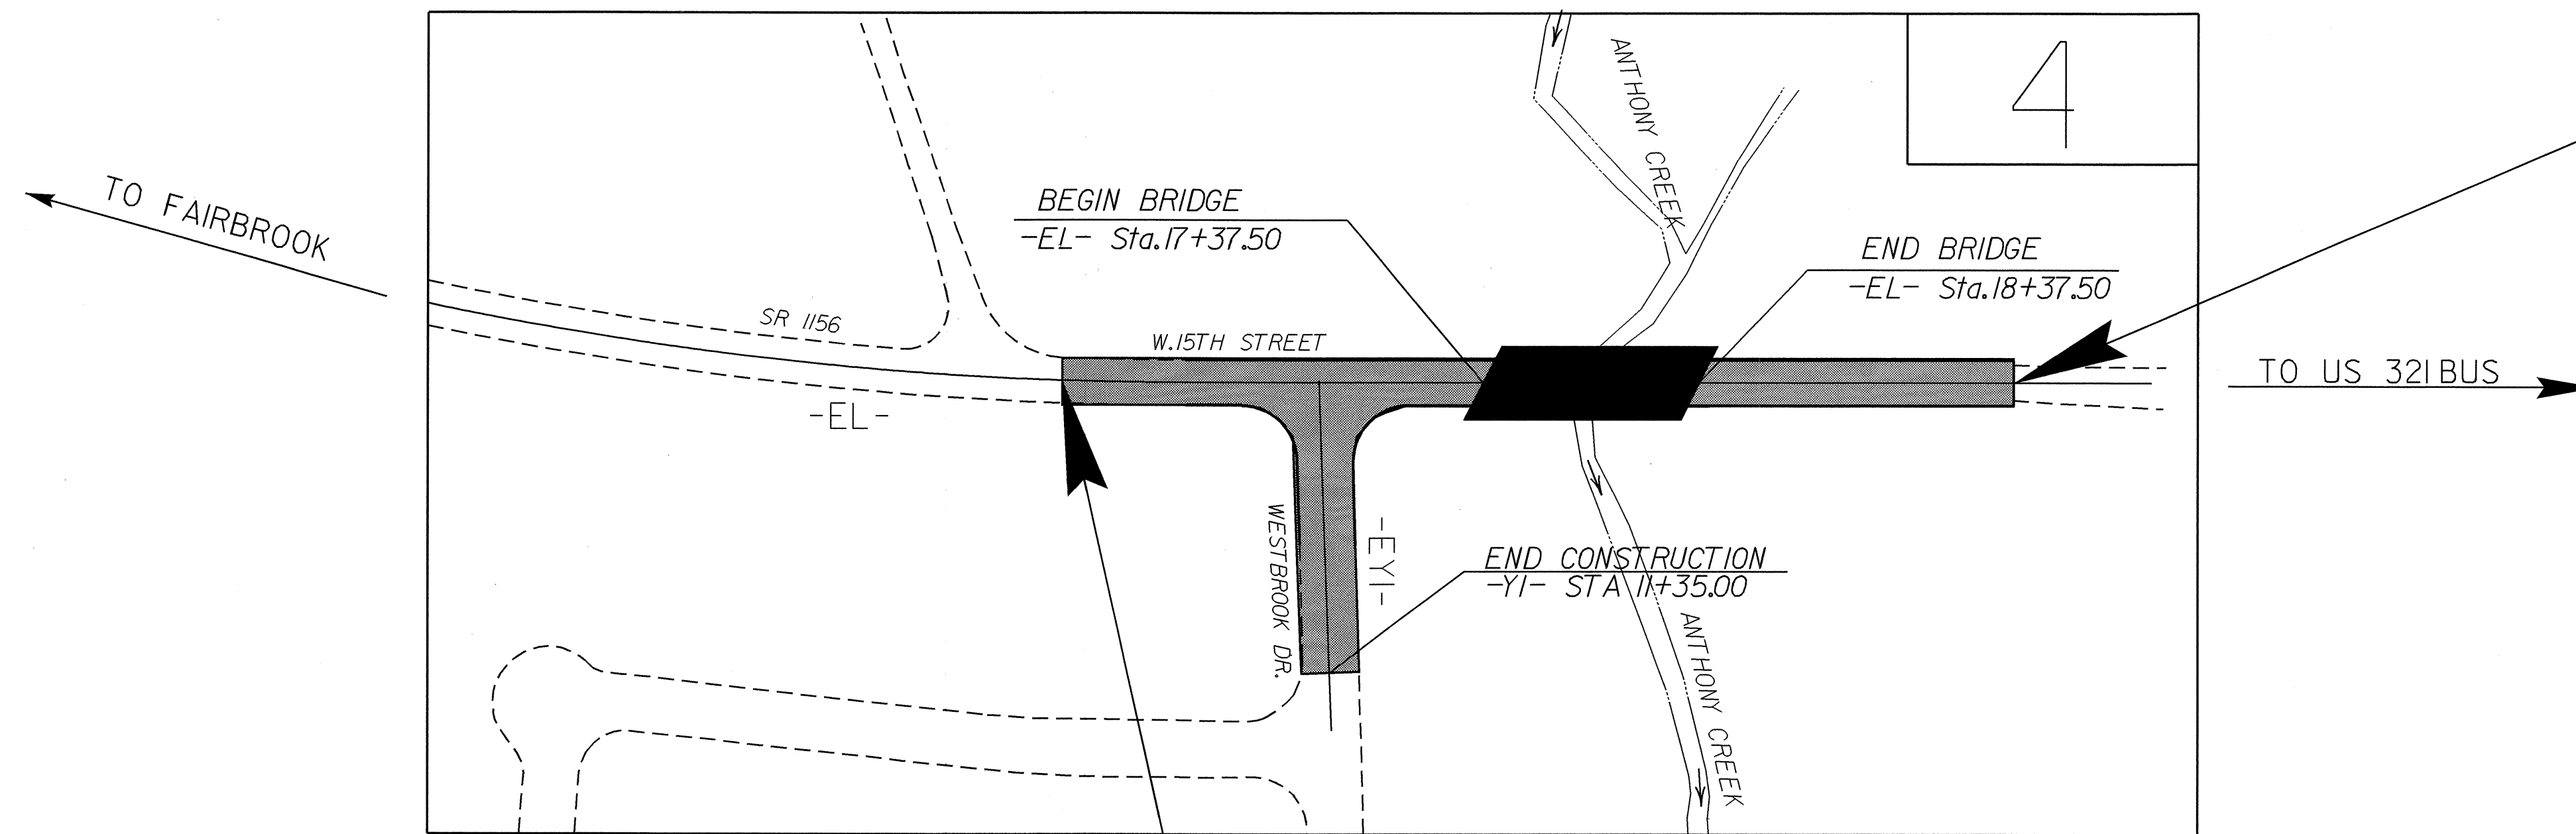 4
TO FAIRBROOK
ANTHONY CREEK
BEGIN BRIDGE
-EL- Sta.17+37.50
END BRIDGE
-EL- Sta.18+37.50
SR 1156
W.15TH STREET
TO US 321BUS
-EL-
WESTBROOK DR.
-EY1-
END CONSTRUCTION
-Y1- STA 11+35.00
ANTHONY CREEK